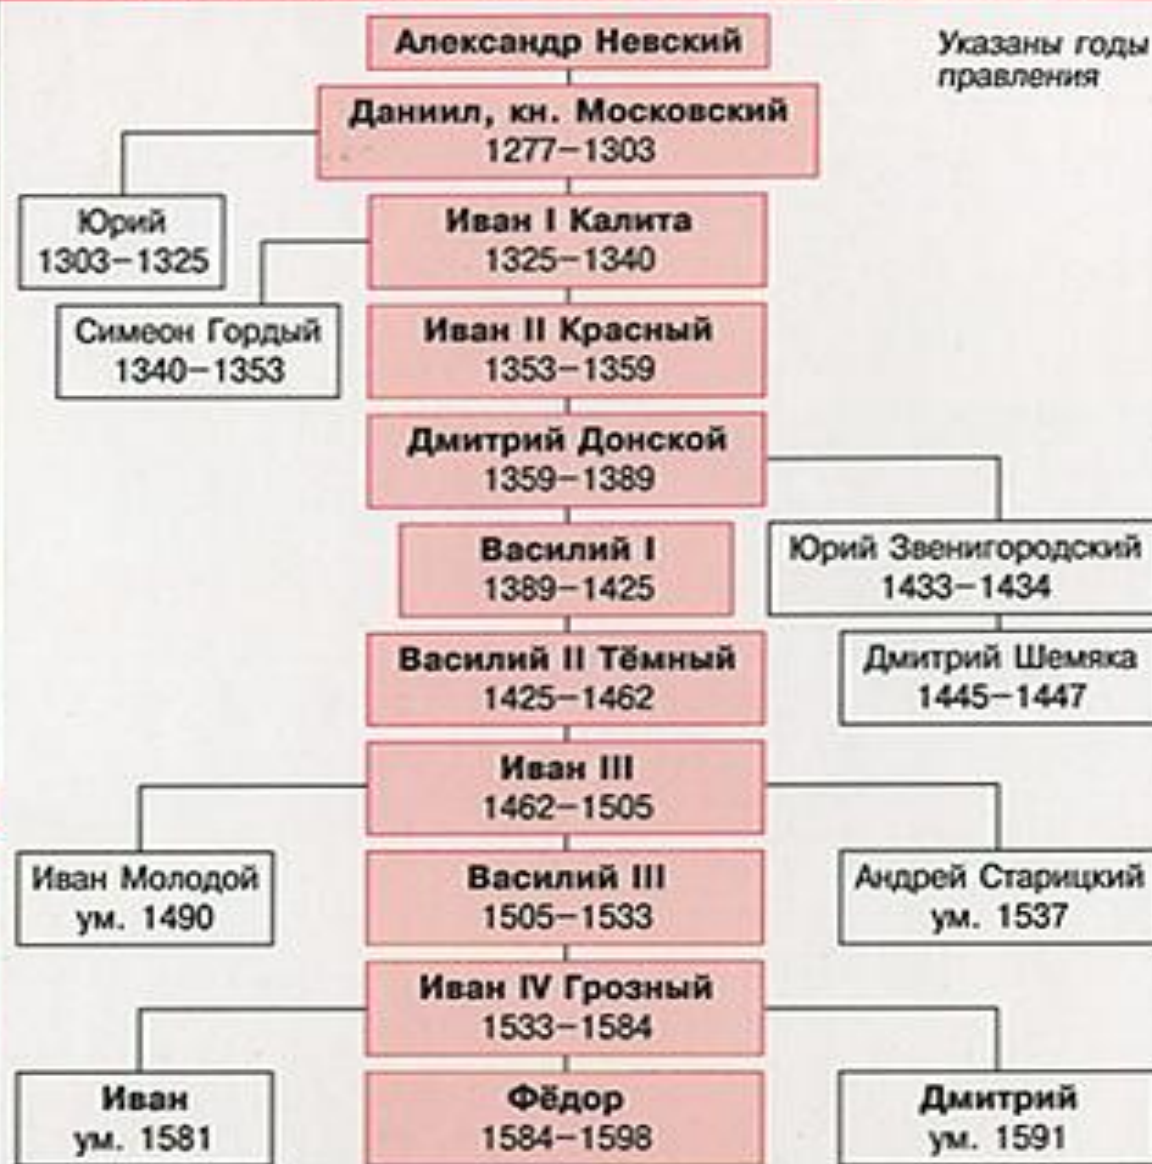 Александр Невский
Указаны годы
правления
Даниил, кн. Московский
1277–1303
Юрий
1303–1325
Иван I Калита
1325–1340
Симеон Гордый
1340–1353
Иван II Красный
1353–1359
Дмитрий Донской
1359–1389
Василий I
1389–1425
Юрий Звенигородский
1433–1434
Василий II Тёмный
1425–1462
Дмитрий Шемяка
1445–1447
Иван III
1462–1505
Иван Молодой
ум. 1490
Василий III
1505–1533
Андрей Старицкий
ум. 1537
Иван IV Грозный
1533–1584
Иван
ум. 1581
Фёдор
1584–1598
Дмитрий
ум. 1591